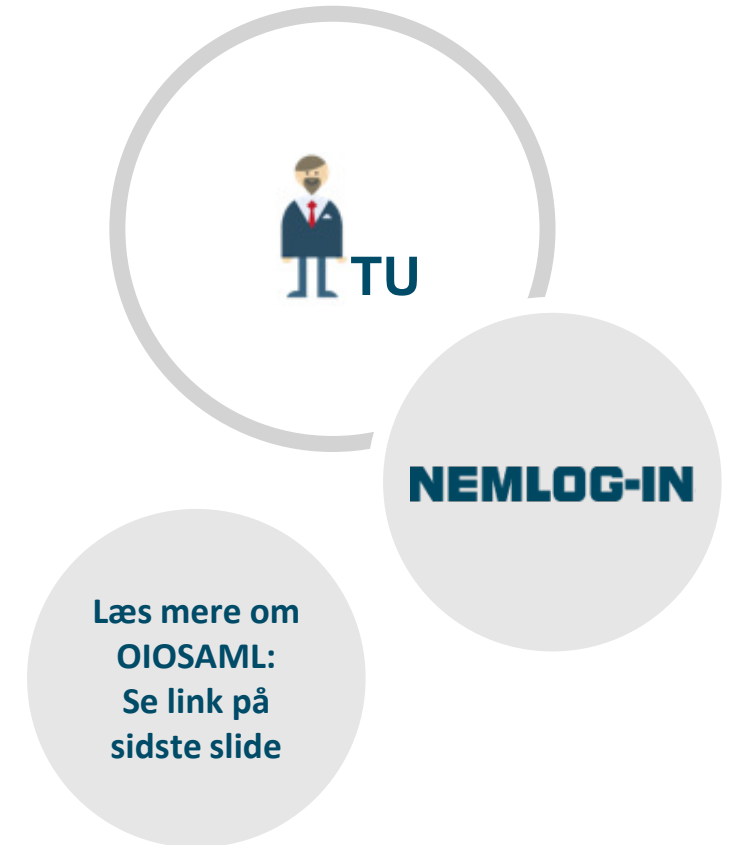 TU
NEMLOG-IN
Læs mere om
OIOSAML:
Se link på
sidste slide